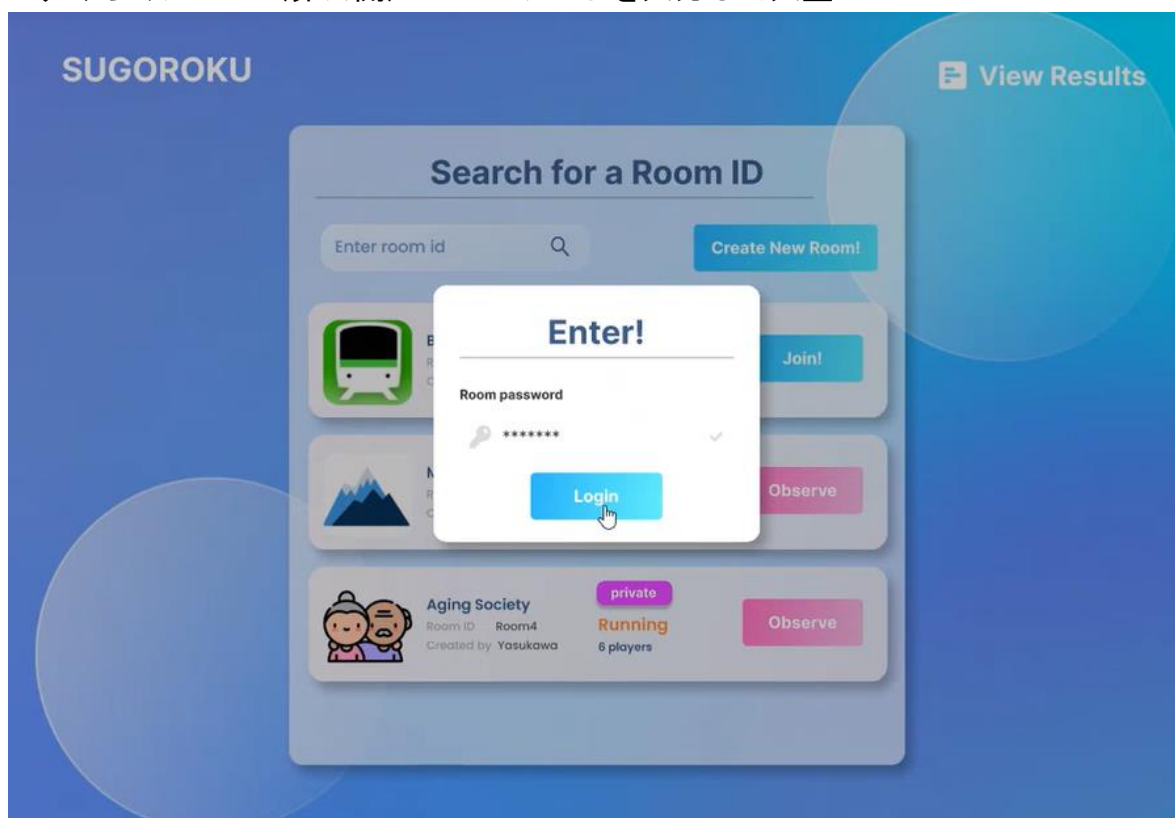 SUGOROKU
View Results
Search for a Room ID
Enter room id
Create New Room!
Enter!
Join!
Room password
*******
Login
Observe
Aging Society
private
Room ID Room4
Running
Observe
Created by Yasukawa
6 players